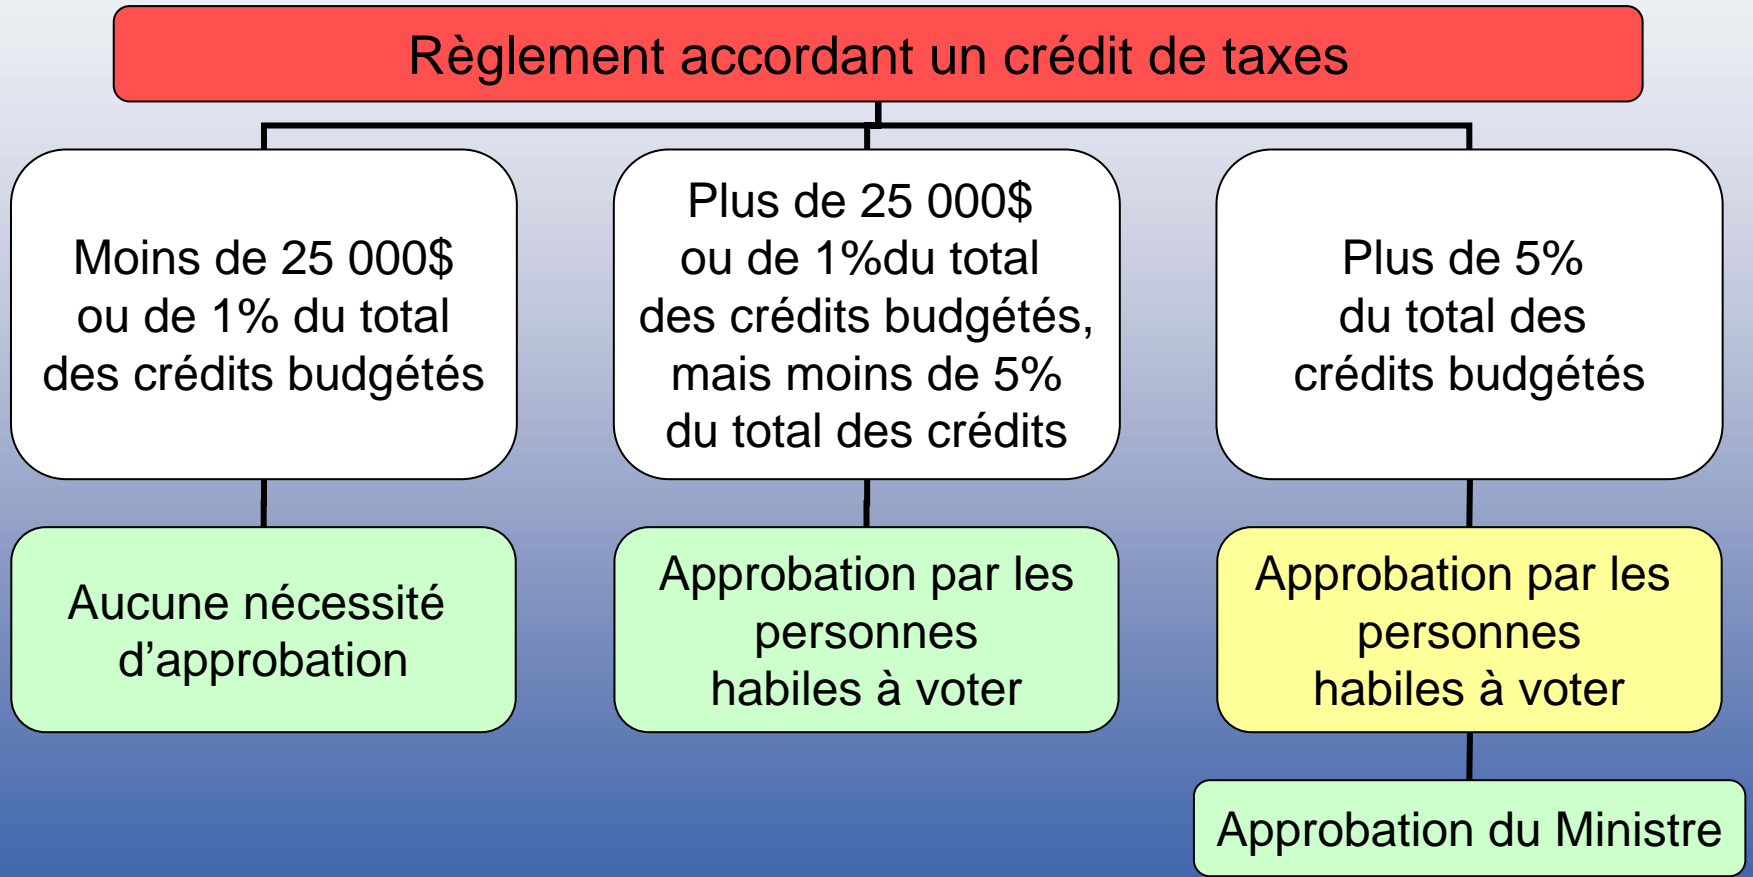 Règlement accordant un crédit de taxes
Moins de 25 000$
ou de 1% du total
des crédits budgétés
Plus de 25 000$
ou de 1%du total
des crédits budgétés,
mais moins de 5%
du total des crédits
Plus de 5%
du total des
crédits budgétés
Aucune nécessité
d’approbation
Approbation par les
personnes
habiles à voter
Approbation par les
personnes
habiles à voter
Approbation du Ministre